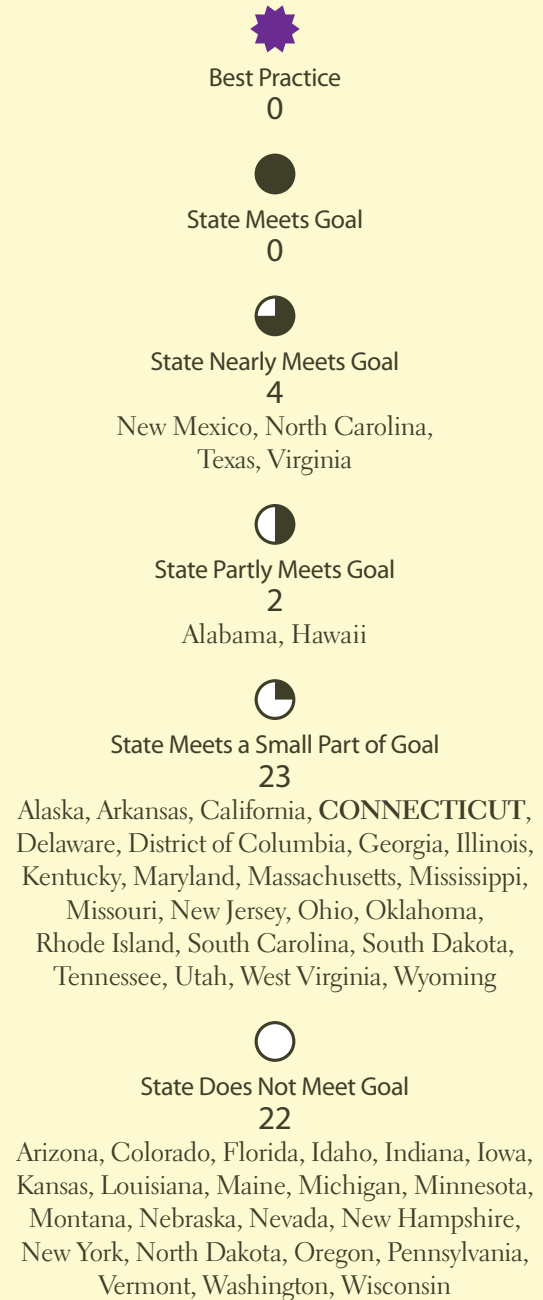 Best Practice
0
State Meets Goal
0
State Nearly Meets Goal
4
New Mexico, North Carolina,
Texas, Virginia
State Partly Meets Goal
2
Alabama, Hawaii
State Meets a Small Part of Goal
23
Alaska, Arkansas, California, CONNECTICUT,
Delaware, District of Columbia, Georgia, Illinois,
Kentucky, Maryland, Massachusetts, Mississippi,
Missouri, New Jersey, Ohio, Oklahoma,
Rhode Island, South Carolina, South Dakota,
Tennessee, Utah, West Virginia, Wyoming
State Does Not Meet Goal
22
Arizona, Colorado, Florida, Idaho, Indiana, Iowa,
Kansas, Louisiana, Maine, Michigan, Minnesota,
Montana, Nebraska, Nevada, New Hampshire,
New York, North Dakota, Oregon, Pennsylvania,
Vermont, Washington, Wisconsin